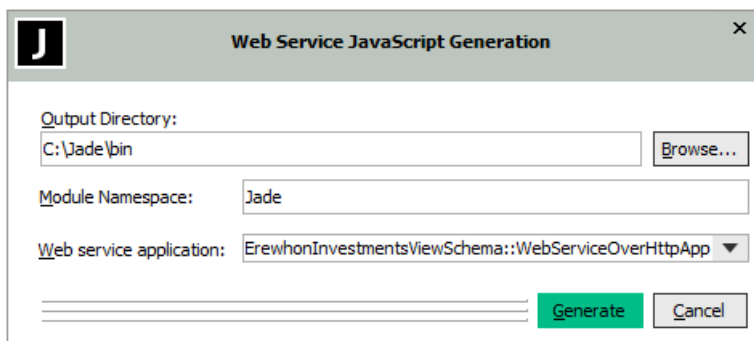 J
Web Service JavaScript Generation
×
Output Directory:
C:\Jade\bin
Browse...
Module Namespace: Jade
Web service application: ErewhonInvestmentsViewSchema::WebServiceOverHttpApp
Generate Cancel